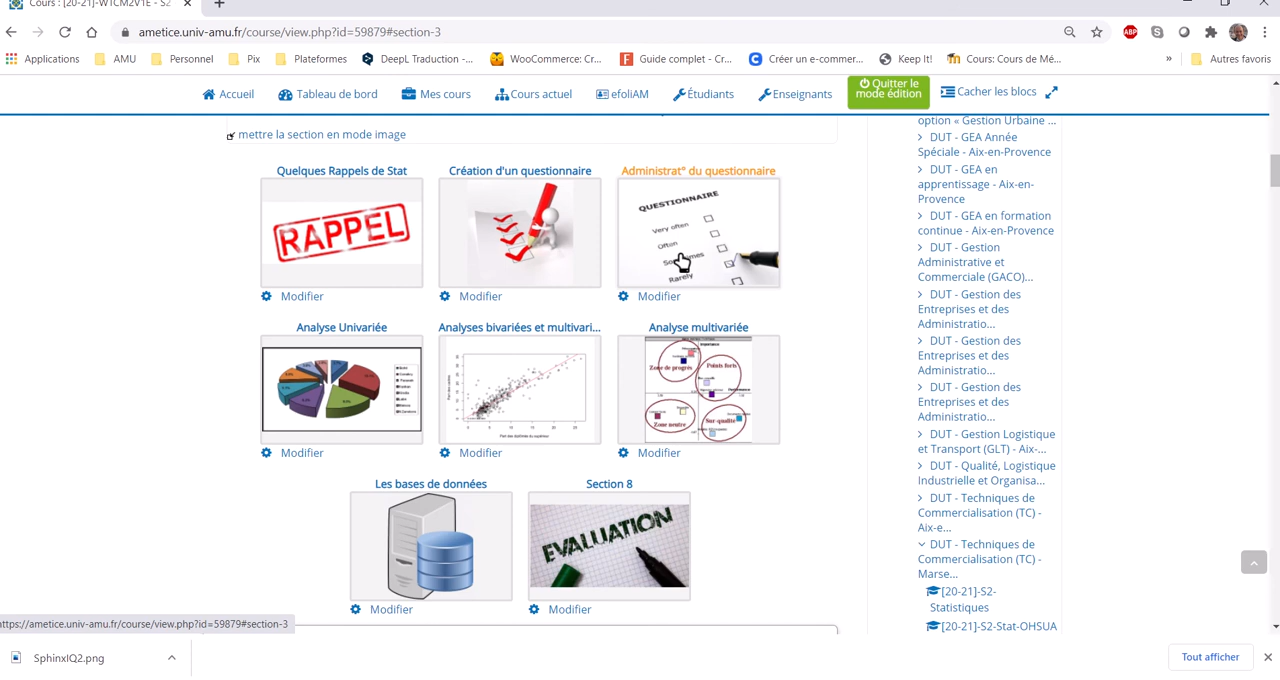 Cours : [20-21]-W1CM2V1E - S2
ametice.univ-amu.fr/course/view.php?id=59879#section-3
ABP
Applications
AMU
Personnel
Pix
Plateformes
DeepL Traduction -...
WooCommerce: Cr...
Guide complet - Cr...
Créer un e-commer...
Keep It!
Cours: Cours de Mé...
»
Autres favoris
Accueil
Tableau de bord
Mes cours
Cours actuel
efoliAM
Étudiants
Enseignants
Quitter le
mode édition
Cacher les blocs
mettre la section en mode image
Quelques Rappels de Stat
Création d'un questionnaire
Administrat° du questionnaire
RAPPEL
QUESTIONNAIRE
Very often
Often
Rarely
Modifier
Modifier
Modifier
Analyse Univariée
Analyses bivariées et multivari...
Analyse multivariée
Importance
Zone de progrès
Points forts
Performance
Zone neutre
Sur-qualité
Modifier
Modifier
Modifier
Les bases de données
Section 8
EVALUATION
Modifier
Modifier
option « Gestion Urbaine ...
DUT - GEA Année
Spéciale - Aix-en-Provence
DUT - GEA en
apprentissage - Aix-en-
Provence
DUT - GEA en formation
continue - Aix-en-Provence
DUT - Gestion
Administrative et
Commerciale (GACO)...
DUT - Gestion des
Entreprises et des
Administratio...
DUT - Gestion des
Entreprises et des
Administratio...
DUT - Gestion des
Entreprises et des
Administratio...
DUT - Gestion Logistique
et Transport (GLT) - Aix-...
DUT - Qualité, Logistique
Industrielle et Organisa...
DUT - Techniques de
Commercialisation (TC) -
Aix-e...
DUT - Techniques de
Commercialisation (TC) -
Marse...
[20-21]-S2-
Statistiques
[20-21]-S2-Stat-OHSUA
https://ametice.univ-amu.fr/course/view.php?id=59879#section-3
SphinxIQ2.png
Tout afficher